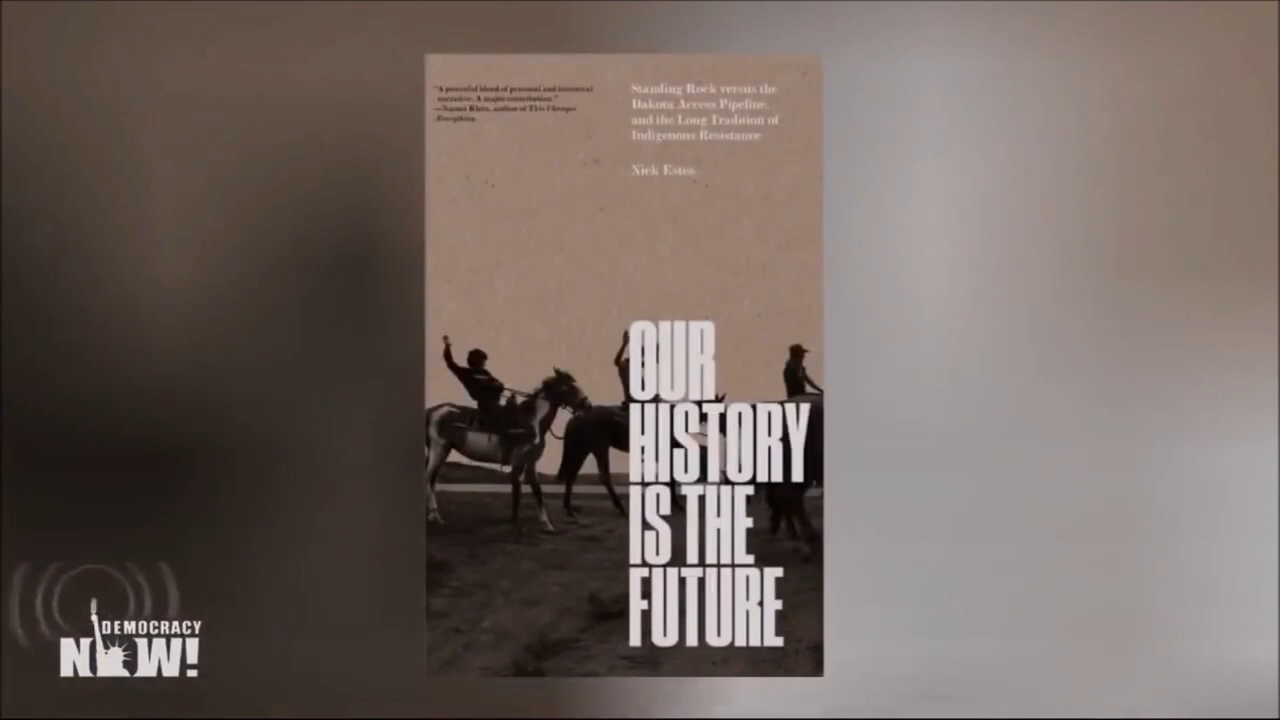 "A powerful blend of personal and historical
narrative. A major contribution."
—Naomi Klein, author of This Changes
Everything
Standing Rock versus the
Dakota Access Pipeline,
and the Long Tradition of
Indigenous Resistance
Nick Estes
OUR
HISTORY
IS THE
FUTURE
DEMOCRACY
NOW!